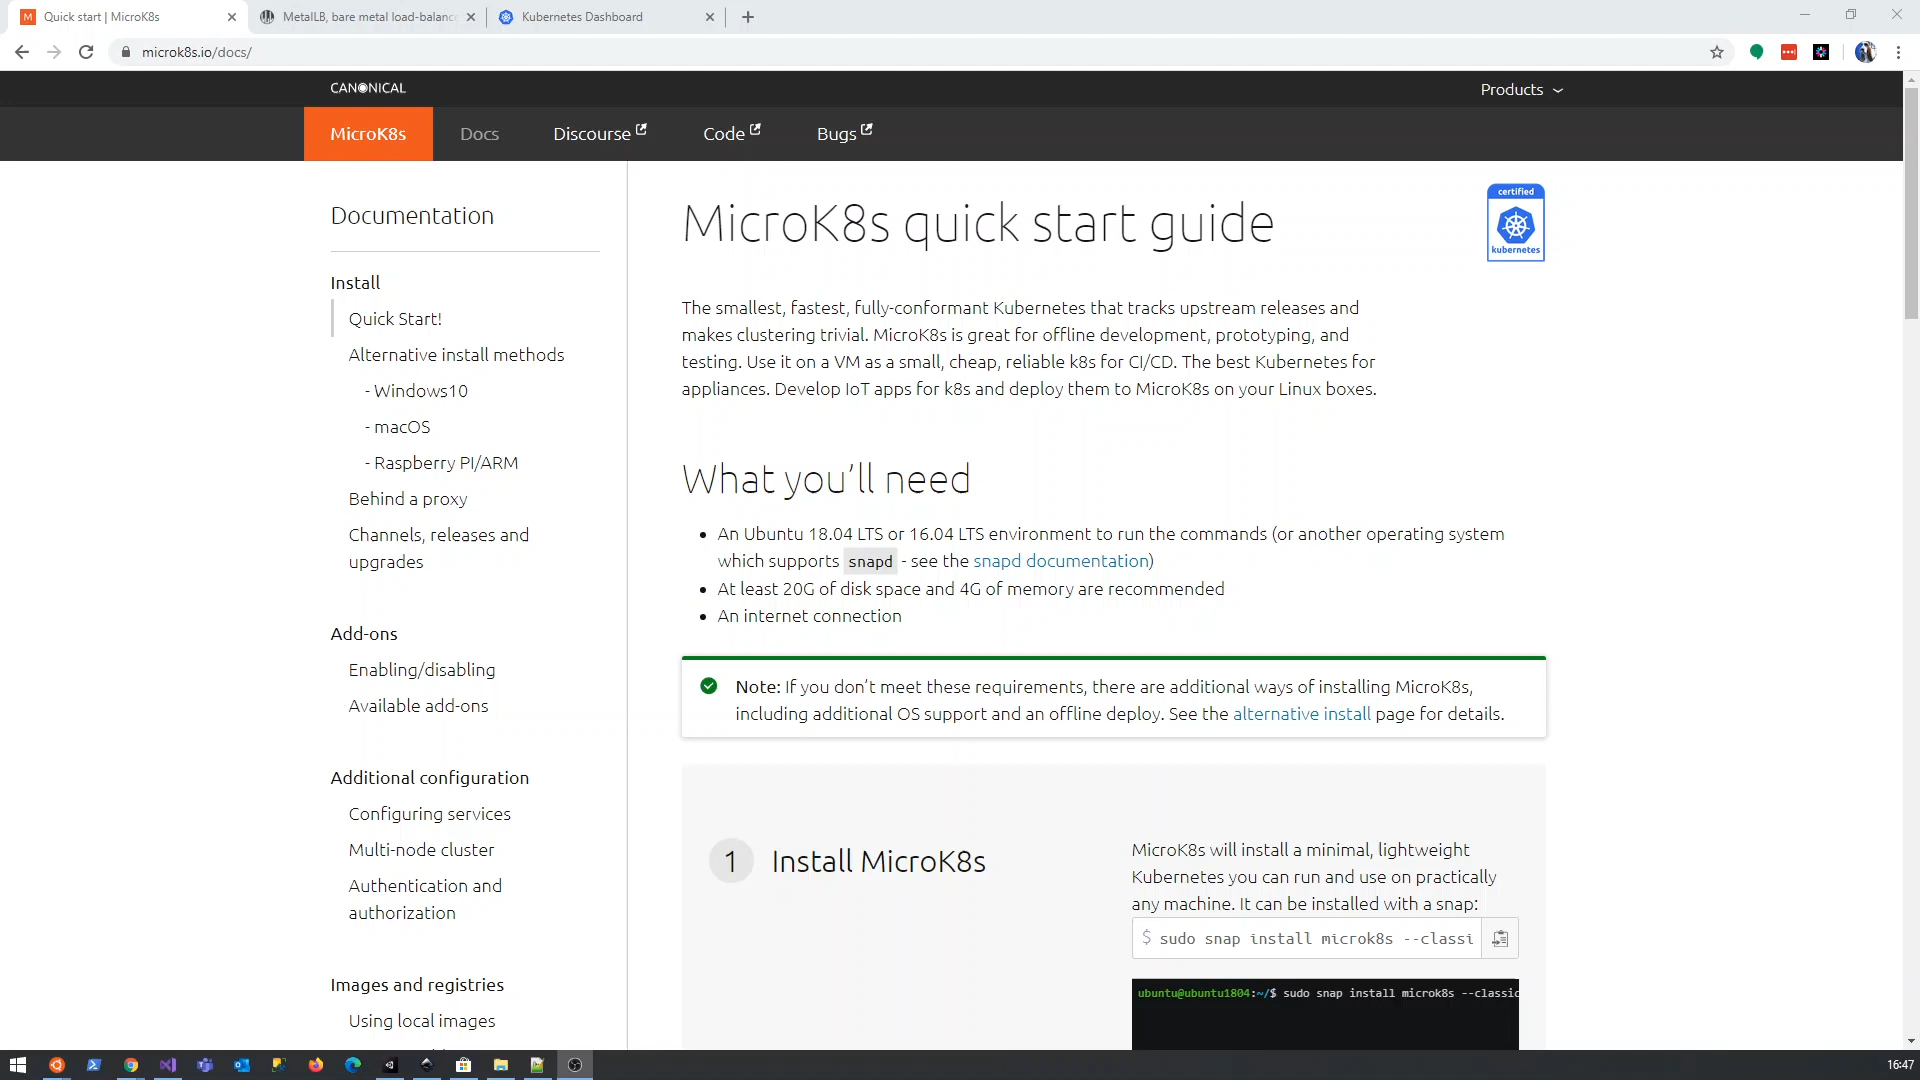 Quick start | MicroK8s
MetalLB, bare metal load-balance
Kubernetes Dashboard
microk8s.io/docs/
CANONICAL
Products
MicroK8s
Docs
Discourse
Code
Bugs
Documentation
Install
Quick Start!
Alternative install methods
- Windows10
- macOS
- Raspberry PI/ARM
Behind a proxy
Channels, releases and
upgrades
Add-ons
Enabling/disabling
Available add-ons
Additional configuration
Configuring services
Multi-node cluster
Authentication and
authorization
Images and registries
Using local images
MicroK8s quick start guide
certified
kubernetes
The smallest, fastest, fully-conformant Kubernetes that tracks upstream releases and
makes clustering trivial. MicroK8s is great for offline development, prototyping, and
testing. Use it on a VM as a small, cheap, reliable k8s for CI/CD. The best Kubernetes for
appliances. Develop IoT apps for k8s and deploy them to MicroK8s on your Linux boxes.
What you’ll need
An Ubuntu 18.04 LTS or 16.04 LTS environment to run the commands (or another operating system
which supports snapd - see the snapd documentation)
At least 20G of disk space and 4G of memory are recommended
An internet connection
Note: If you don’t meet these requirements, there are additional ways of installing MicroK8s,
including additional OS support and an offline deploy. See the alternative install page for details.
1 Install MicroK8s
MicroK8s will install a minimal, lightweight
Kubernetes you can run and use on practically
any machine. It can be installed with a snap:
$ sudo snap install microk8s --classi
ubuntu@ubuntu1804:~/$ sudo snap install microk8s --classic
16:47